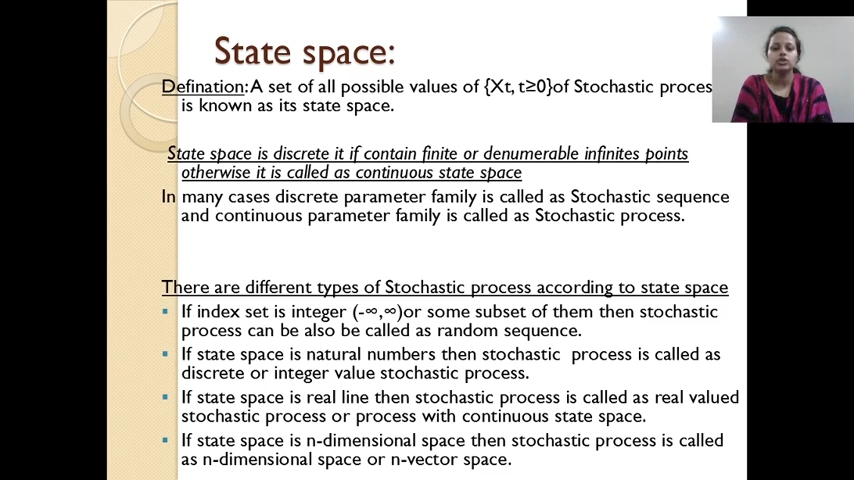 State space:
Defination: A set of all possible values of {Xt, t≥0}of Stochastic proces
is known as its state space.
State space is discrete it if contain finite or denumerable infinites points
otherwise it is called as continuous state space
In many cases discrete parameter family is called as Stochastic sequence
and continuous parameter family is called as Stochastic process.
There are different types of Stochastic process according to state space
▪ If index set is integer (-∞,∞)or some subset of them then stochastic
process can be also be called as random sequence.
▪ If state space is natural numbers then stochastic process is called as
discrete or integer value stochastic process.
▪ If state space is real line then stochastic process is called as real valued
stochastic process or process with continuous state space.
▪ If state space is n-dimensional space then stochastic process is called
as n-dimensional space or n-vector space.